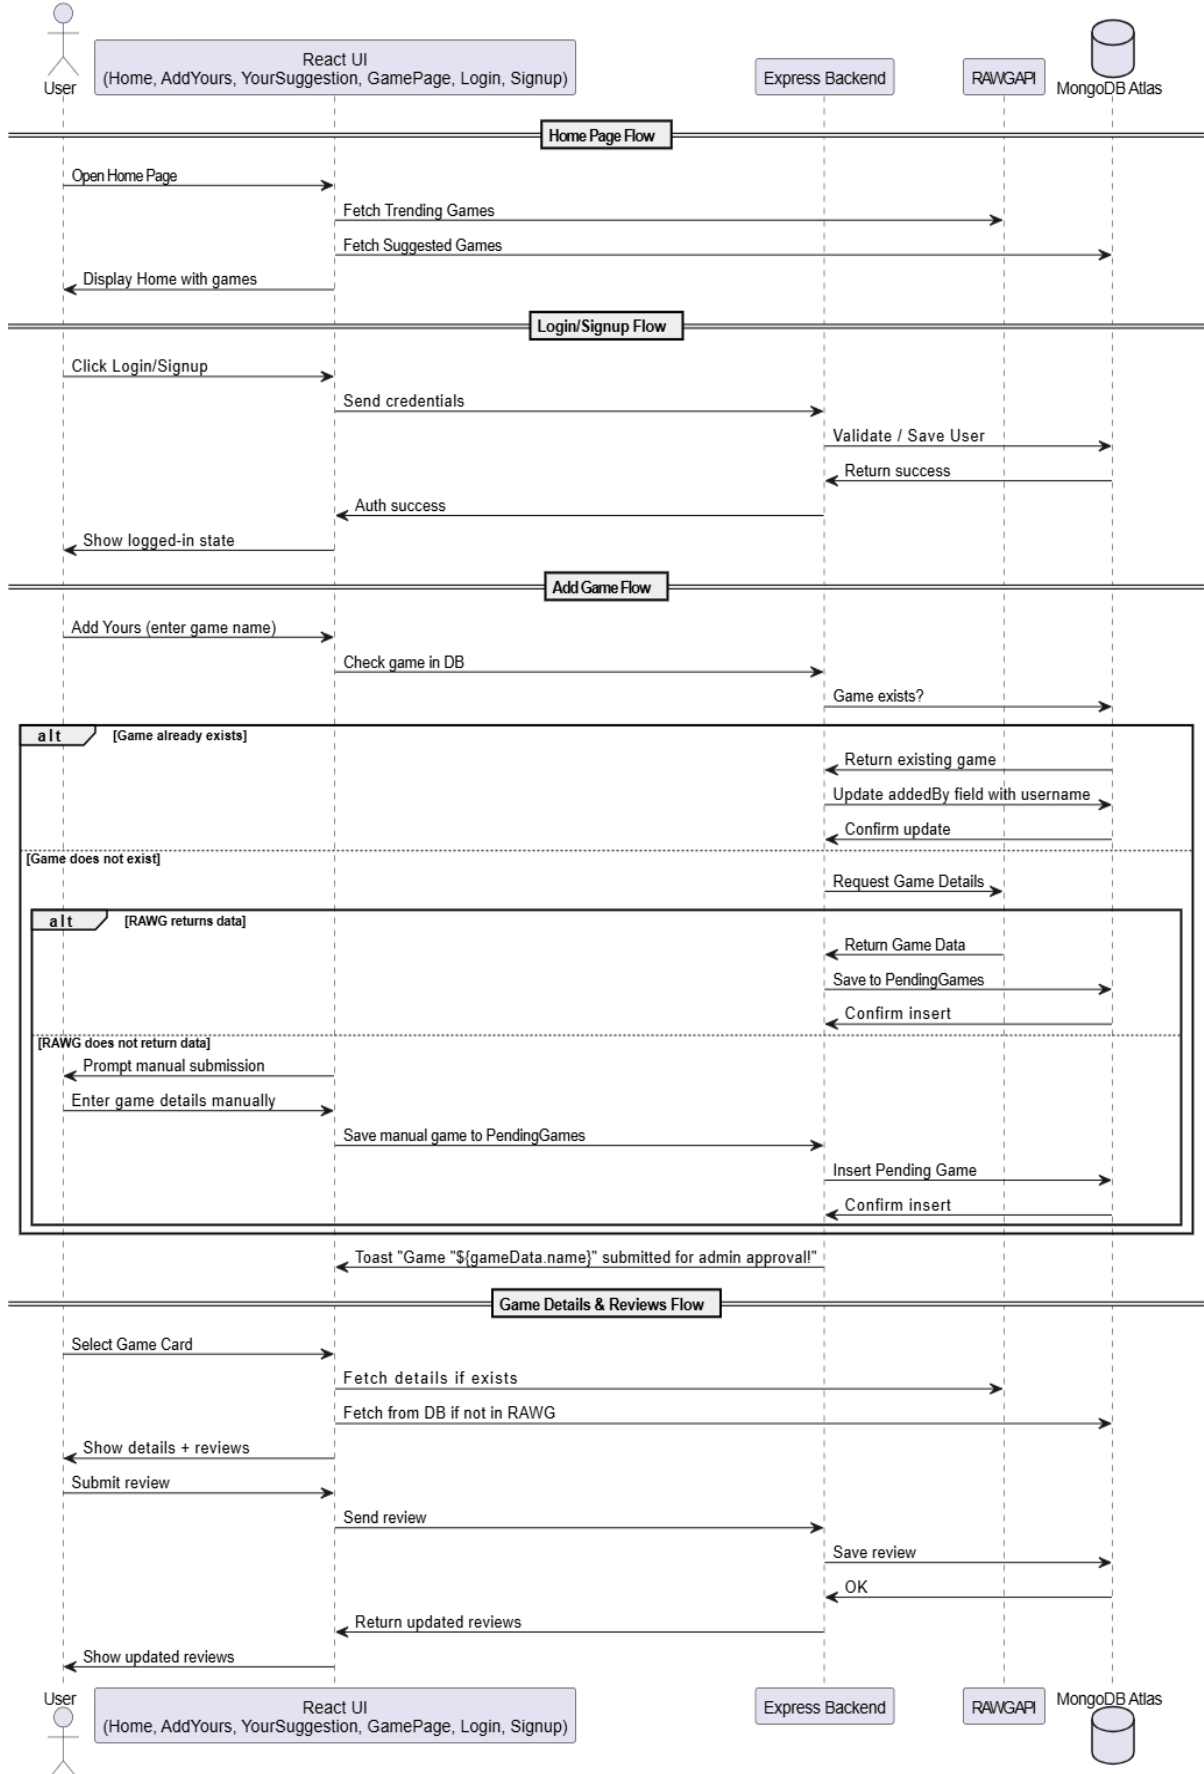 User
React UI
(Home, AddYours, YourSuggestion, GamePage, Login, Signup)
Express Backend
RAWGAPI
MongoDB Atlas
Home Page Flow
Open Home Page
Fetch Trending Games
Fetch Suggested Games
Display Home with games
Login/Signup Flow
Click Login/Signup
Send credentials
Validate / Save User
Return success
Auth success
Show logged-in state
Add Game Flow
Add Yours (enter game name)
Check game in DB
Game exists?
alt [Game already exists]
Return existing game
Update addedBy field with username
Confirm update
[Game does not exist]
Request Game Details
alt [RAWG returns data]
Return Game Data
Save to PendingGames
Confirm insert
[RAWG does not return data]
Prompt manual submission
Enter game details manually
Save manual game to PendingGames
Insert Pending Game
Confirm insert
Toast "Game "${gameData.name}" submitted for admin approval!"
Game Details & Reviews Flow
Select Game Card
Fetch details if exists
Fetch from DB if not in RAWG
Show details + reviews
Submit review
Send review
Save review
OK
Return updated reviews
Show updated reviews
User
React UI
(Home, AddYours, YourSuggestion, GamePage, Login, Signup)
Express Backend
RAWGAPI
MongoDB Atlas